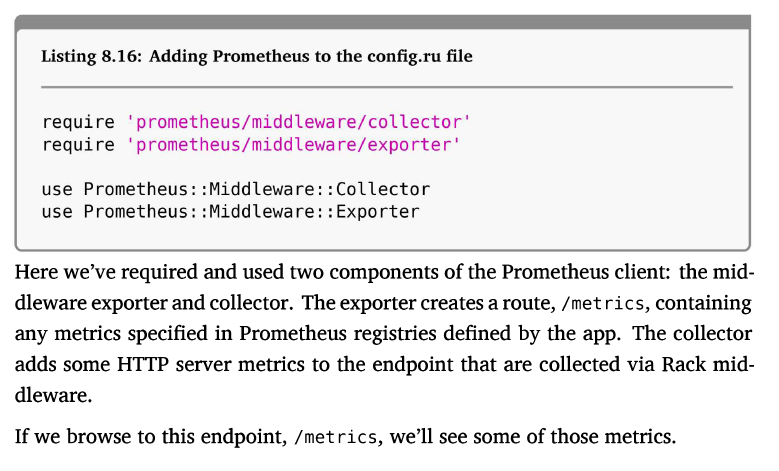 Listing 8.16: Adding Prometheus to the config.ru file
require 'prometheus/middleware/collector'
require 'prometheus/middleware/exporter'
use Prometheus::Middleware::Collector
use Prometheus::Middleware::Exporter
Here we’ve required and used two components of the Prometheus client: the mid-
dleware exporter and collector. The exporter creates a route, /metrics, containing
any metrics specified in Prometheus registries defined by the app. The collector
adds some HTTP server metrics to the endpoint that are collected via Rack mid-
dleware.
If we browse to this endpoint, /metrics, we’ll see some of those metrics.